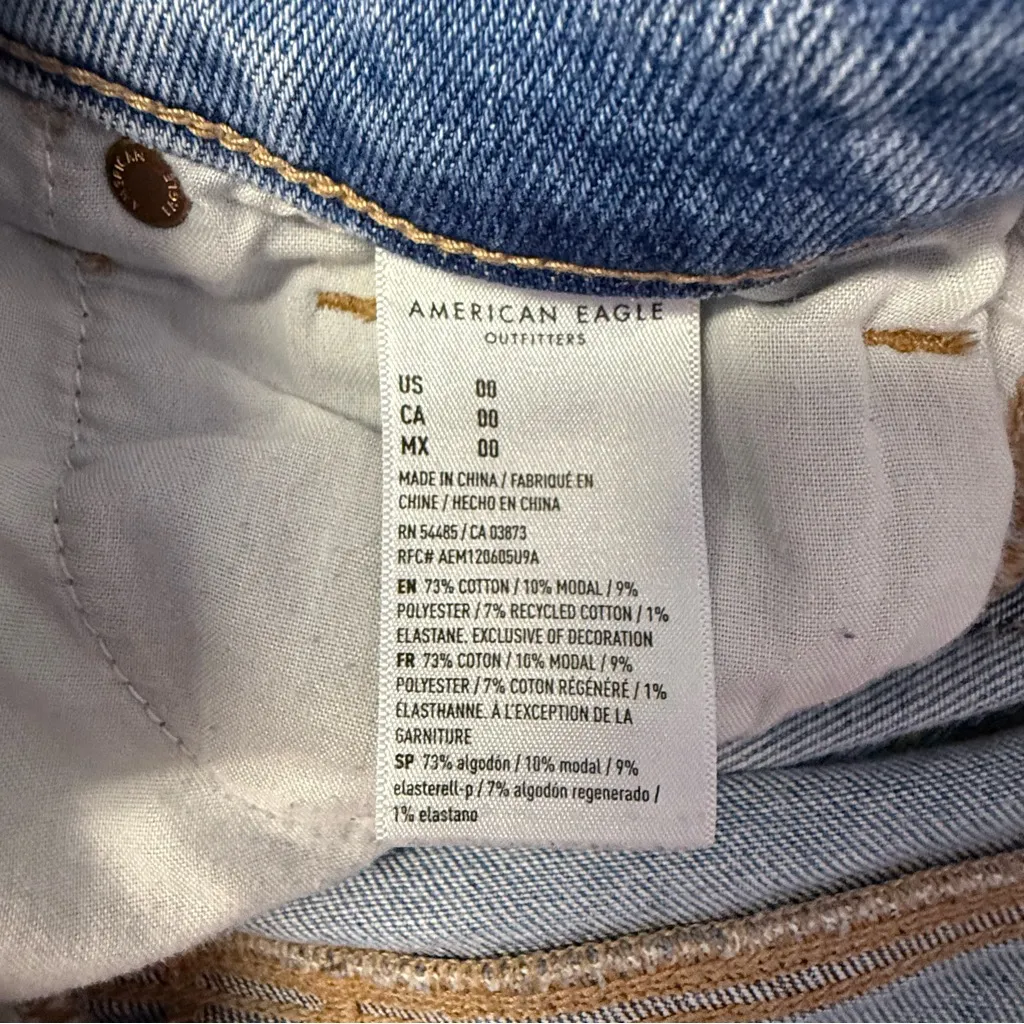 AMERICAN EAGLE
AMERICAN EAGLE
OUTFITTERS
US 00
CA 00
MX 00
MADE IN CHINA / FABRIQUÉ EN
CHINE / HECHO EN CHINA
RN 54485 / CA 03873
RFC# AEM120605U9A
EN 73% COTTON / 10% MODAL / 9%
POLYESTER / 7% RECYCLED COTTON / 1%
ELASTANE. EXCLUSIVE OF DECORATION
FR 73% COTON / 10% MODAL / 9%
POLYESTER / 7% COTON RÉGÉNÉRÉ / 1%
ÉLASTHANNE. À L'EXCEPTION DE LA
GARNITURE
SP 73% algodón / 10% modal / 9%
elasterell-p / 7% algodón regenerado /
1% elastano